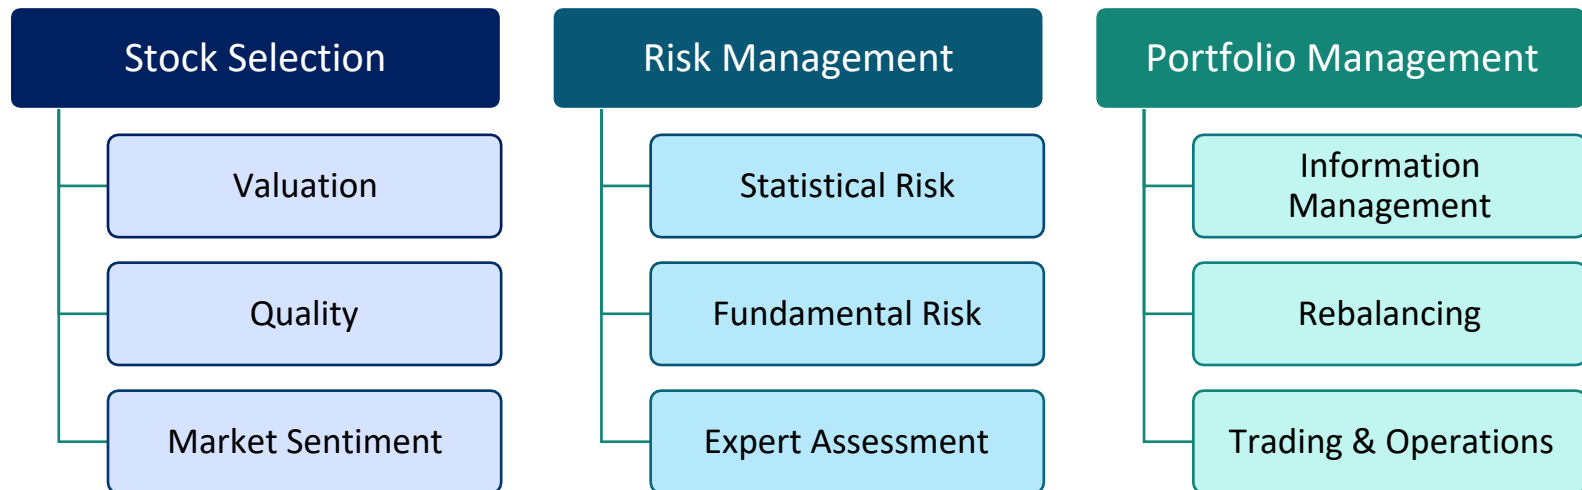 Stock Selection
Valuation
Quality
Market Sentiment
Risk Management
Statistical Risk
Fundamental Risk
Expert Assessment
Portfolio Management
Information
Management
Rebalancing
Trading & Operations